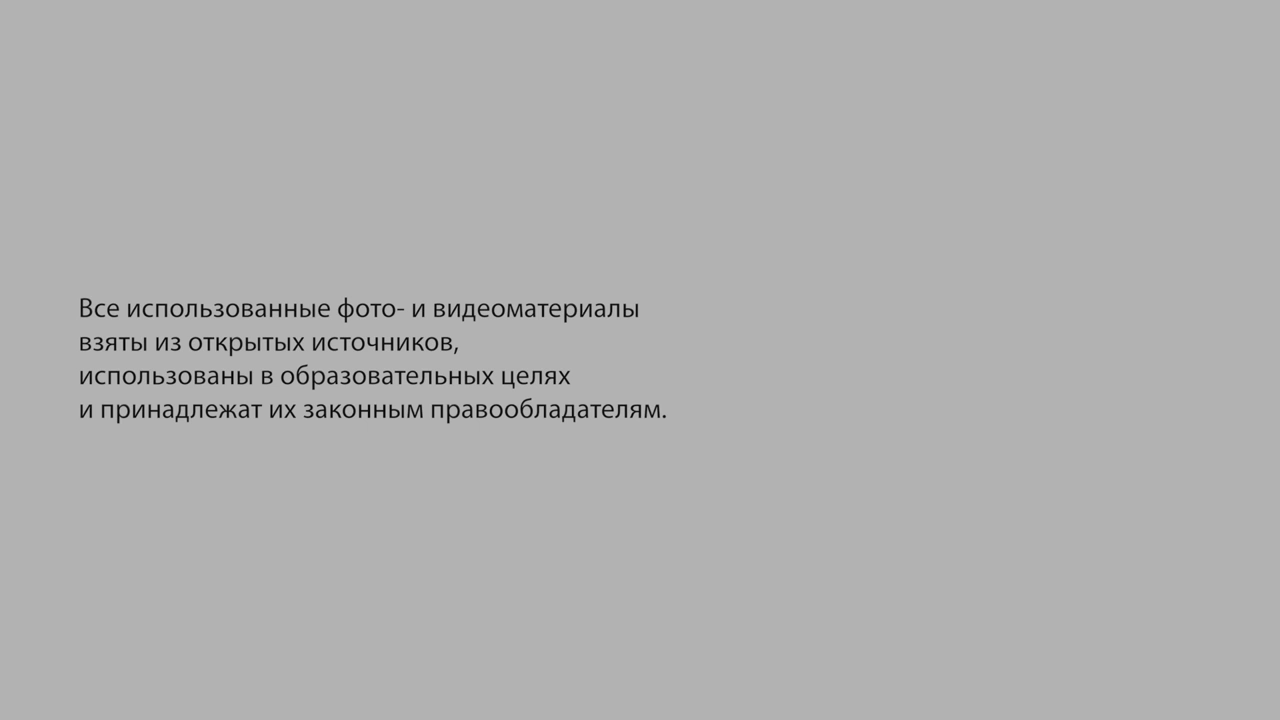 Все использованные фото- и видеоматериалы
взяты из открытых источников,
использованы в образовательных целях
и принадлежат их законным правообладателям.